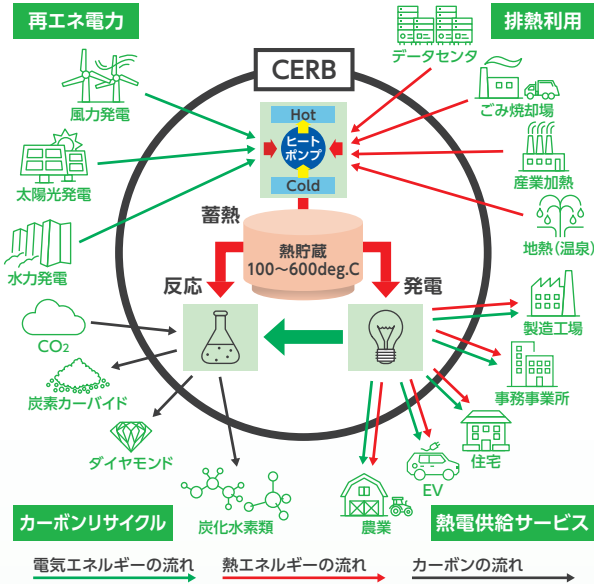 再エネ電力
排熱利用
CERB
データセンタ
風力発電
ごみ焼却場
Hot
ヒート
ポンプ
Cold
太陽光発電
産業加熱
蓄熱
地熱(温泉)
水力発電
熱貯蔵
100～600deg.C
反応
発電
製造工場
CO₂
事務事業所
炭素カーバイド
住宅
ダイヤモンド
EV
炭化水素類
農業
カーボンリサイクル
熱電供給サービス
電気エネルギーの流れ
熱エネルギーの流れ
カーボンの流れ